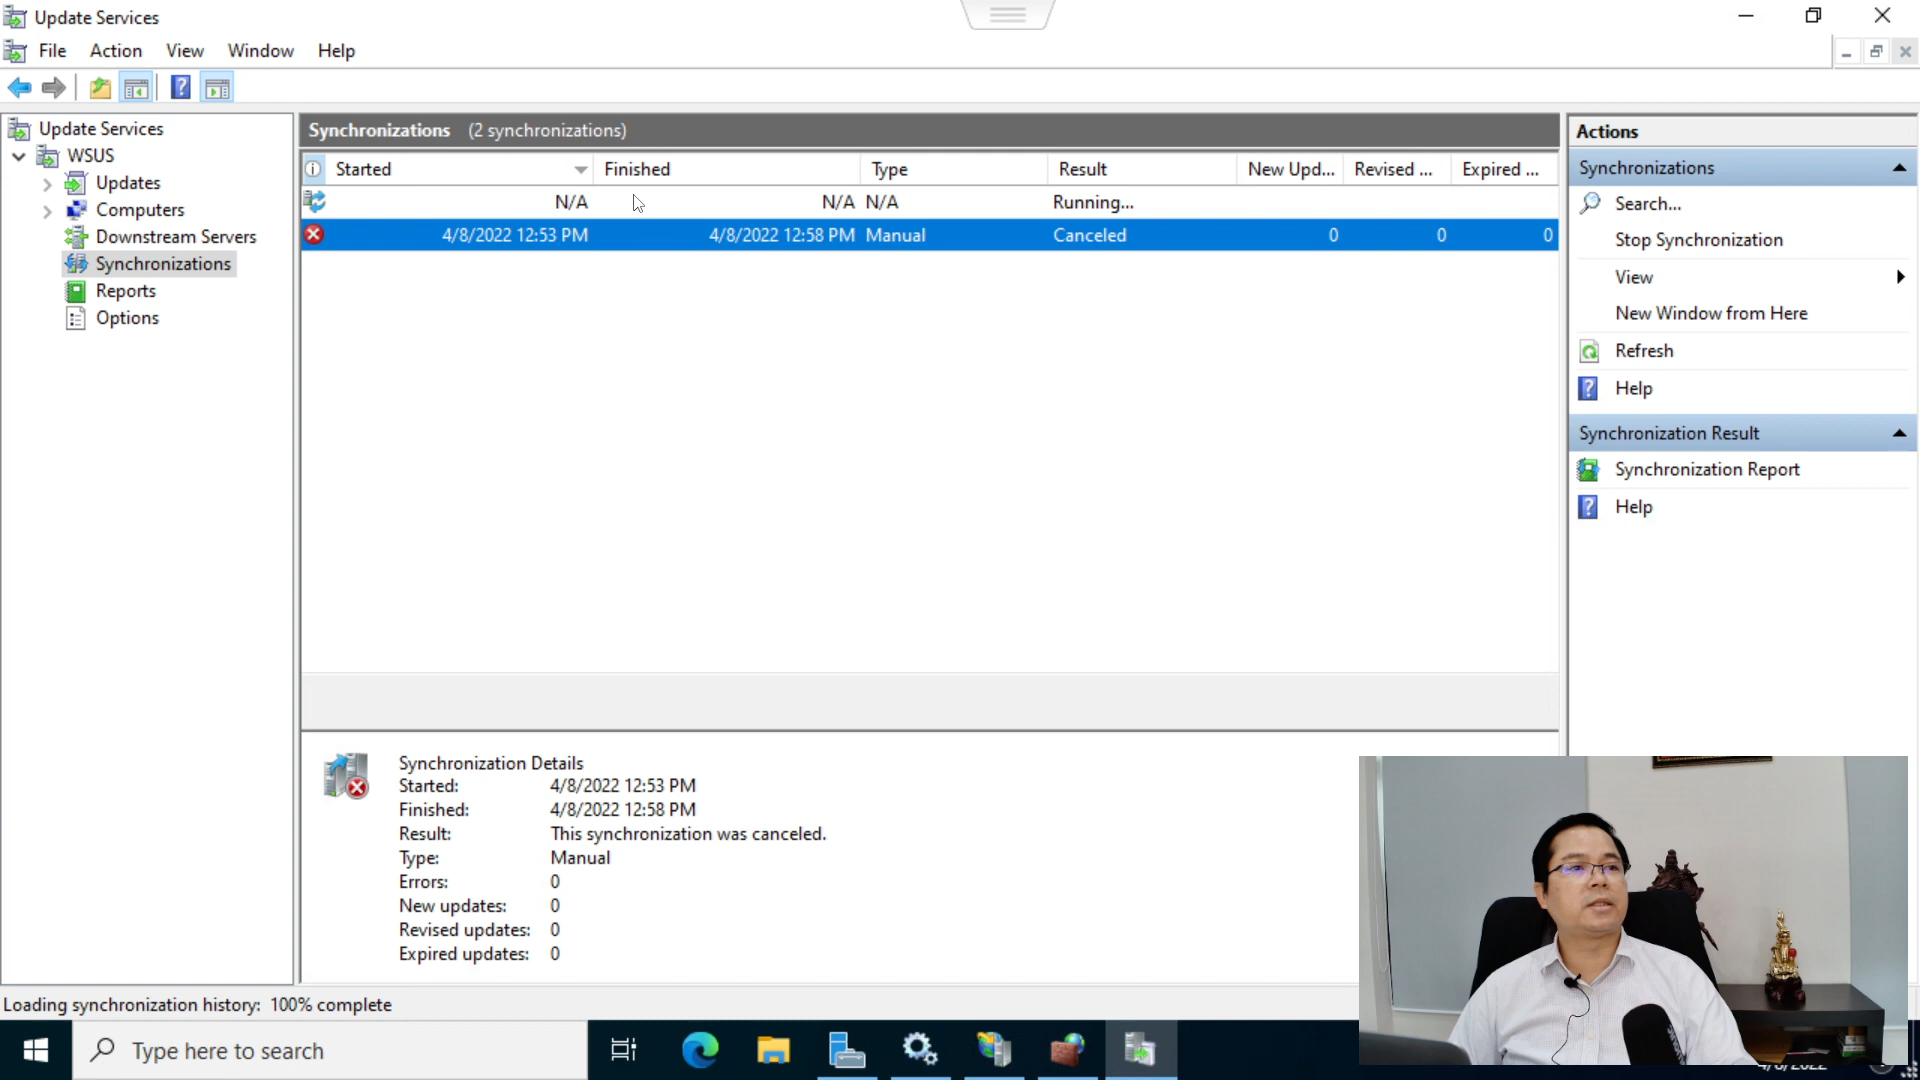 Update Services
File Action View Window Help
Update Services
WSUS
Updates
Computers
Downstream Servers
Synchronizations
Reports
Options
Synchronizations (2 synchronizations)
Started Finished Type Result New Upd... Revised ... Expired ...
N/A N/A N/A Running...
4/8/2022 12:53 PM 4/8/2022 12:58 PM Manual Canceled 0 0 0
Synchronization Details
Started: 4/8/2022 12:53 PM
Finished: 4/8/2022 12:58 PM
Result: This synchronization was canceled.
Type: Manual
Errors: 0
New updates: 0
Revised updates: 0
Expired updates: 0
Actions
Synchronizations
Search...
Stop Synchronization
View
New Window from Here
Refresh
Help
Synchronization Result
Synchronization Report
Help
Loading synchronization history: 100% complete
Type here to search